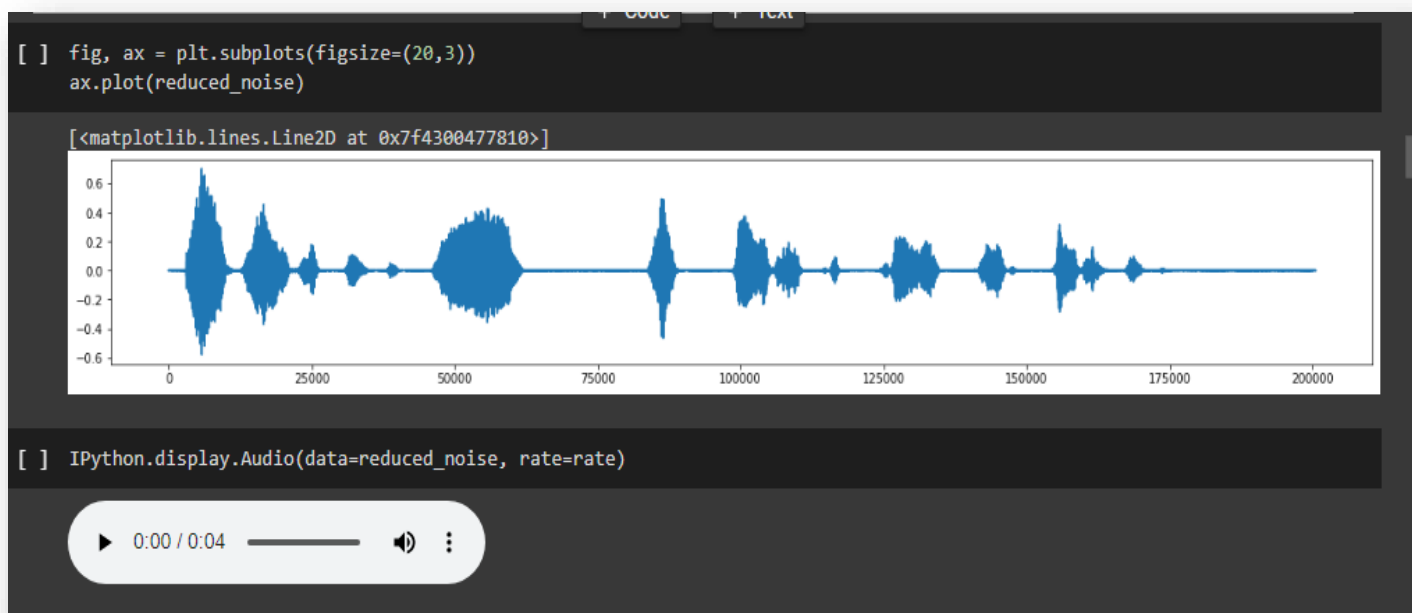 + Code + Text
[ ] fig, ax = plt.subplots(figsize=(20,3))
ax.plot(reduced_noise)
[<matplotlib.lines.Line2D at 0x7f4300477810>]
0.6
0.4
0.2
0.0
−0.2
−0.4
−0.6
0 25000 50000 75000 100000 125000 150000 175000 200000
[ ] IPython.display.Audio(data=reduced_noise, rate=rate)
0:00 / 0:04